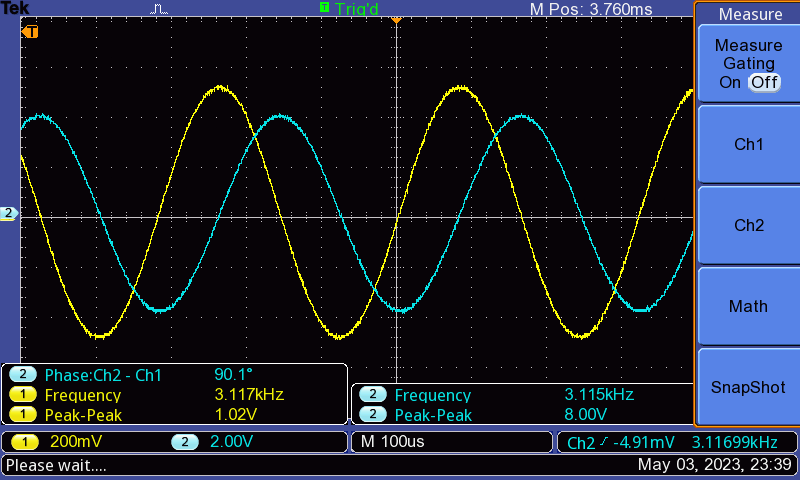 Tek T Trig'd M Pos: 3.760ms
Measure
T
Measure
Gating
On Off
Ch1
2
Ch2
Math
SnapShot
2 Phase:Ch2 - Ch1 90.1°
1 Frequency 3.117kHz
1 Peak-Peak 1.02V
2 Frequency 3.115kHz
2 Peak-Peak 8.00V
1 200mV 2 2.00V M 100us Ch2 -4.91mV 3.11699kHz
Please wait.... May 03, 2023, 23:39